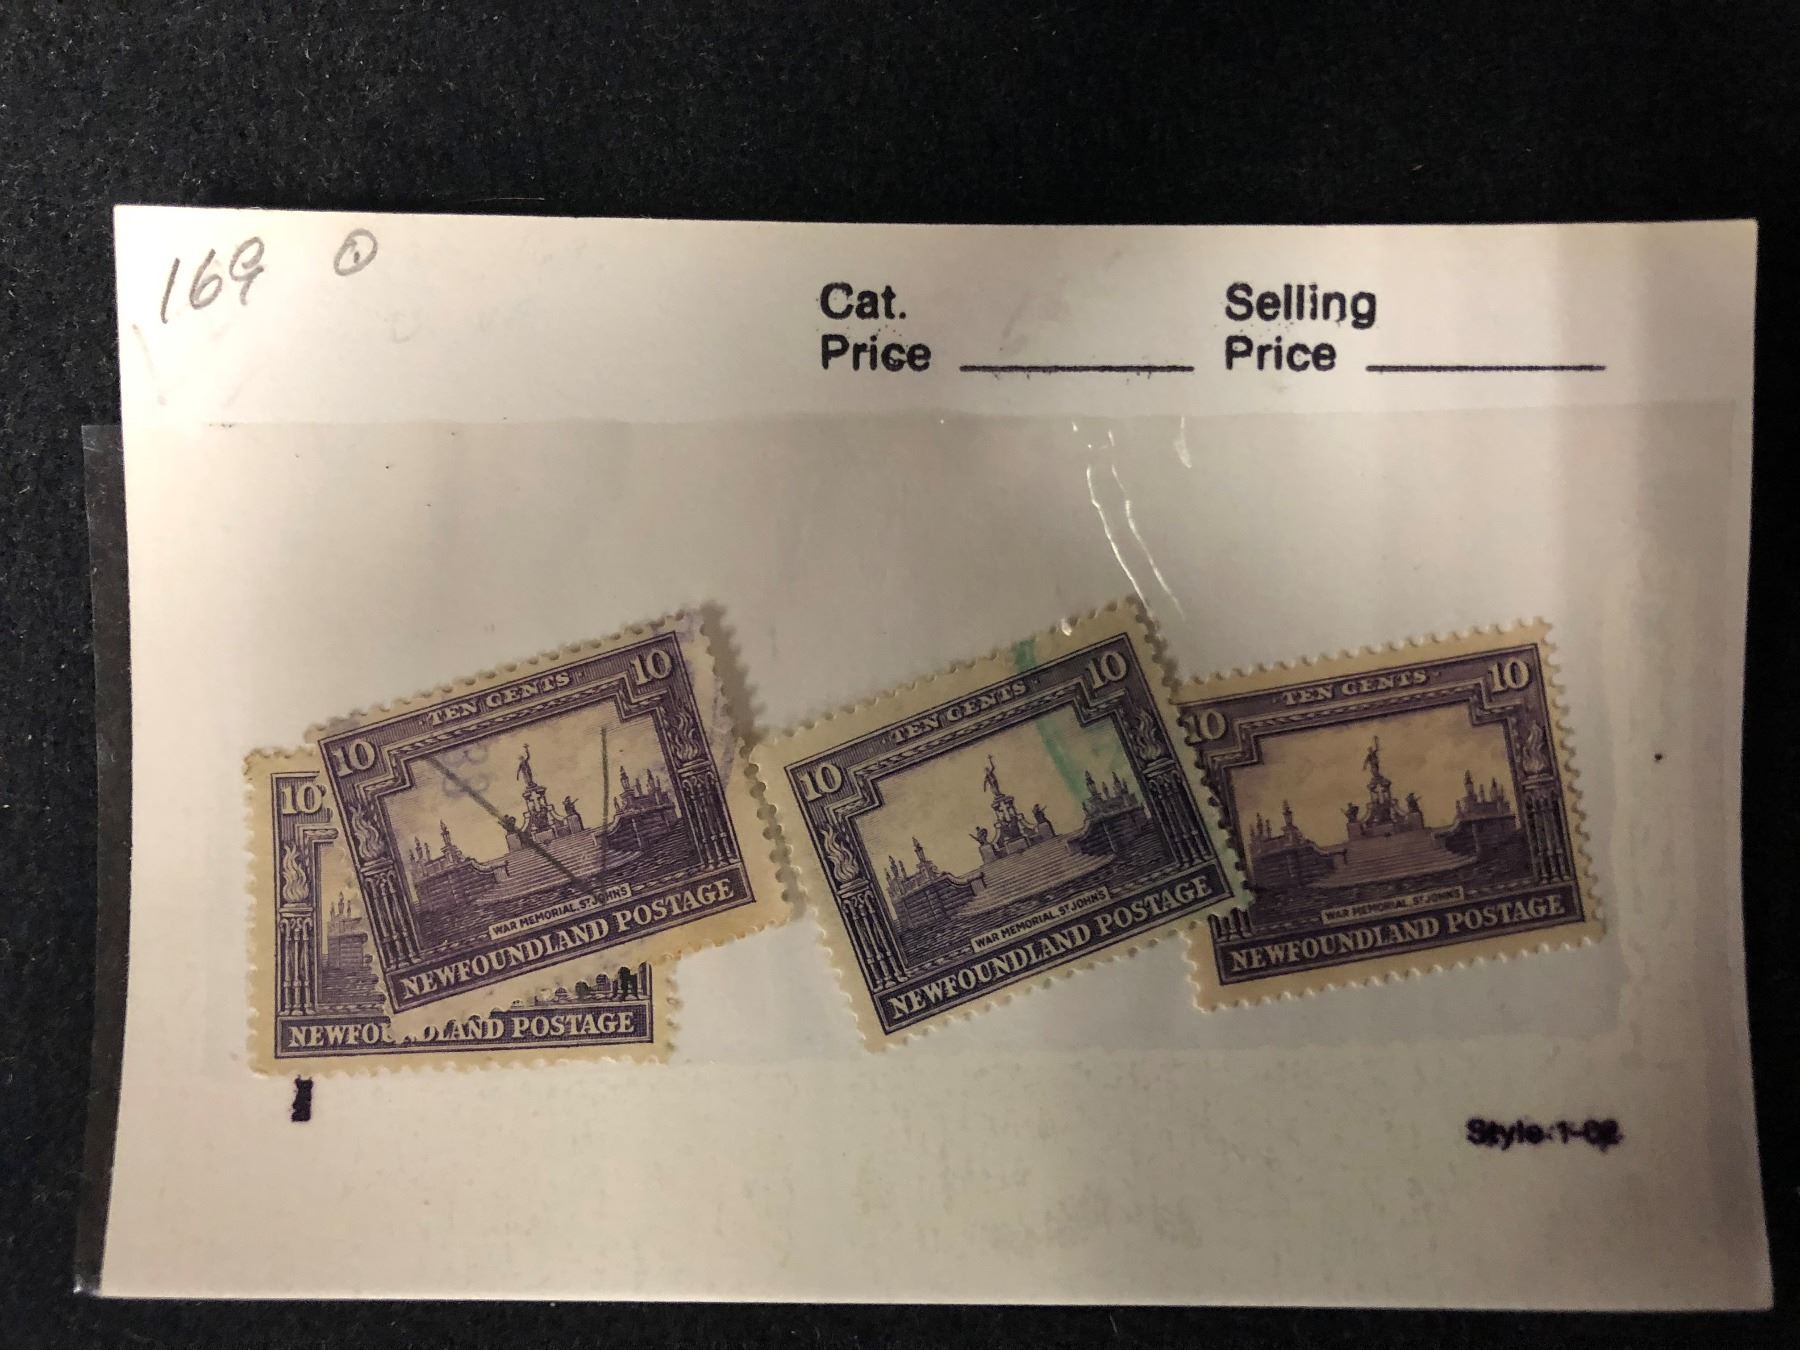 169
Cat.
Price
Selling
Price
10
TEN CENTS
10
WAR MEMORIAL, ST JOHNS
NEWFOUNDLAND POSTAGE
10
NEWFOUNDLAND POSTAGE
10
TEN CENTS
10
WAR MEMORIAL, ST JOHNS
NEWFOUNDLAND POSTAGE
10
TEN CENTS
10
WAR MEMORIAL, ST JOHNS
NEWFOUNDLAND POSTAGE
Style 1-02